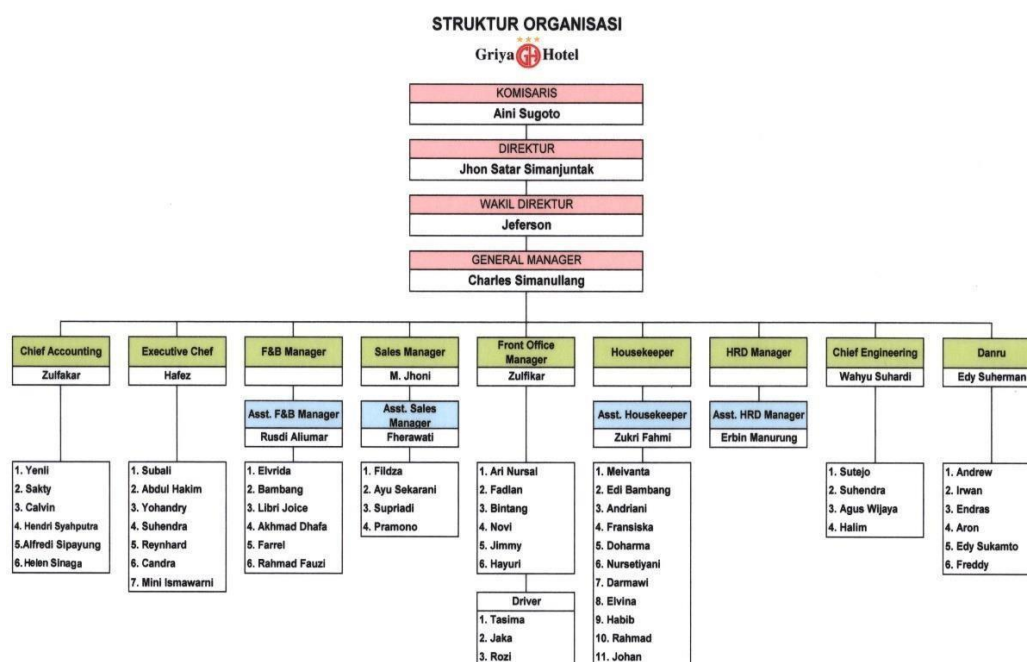 STRUKTUR ORGANISASI
Griya GH Hotel
KOMISARIS
Aini Sugoto
DIREKTUR
Jhon Satar Simanjuntak
WAKIL DIREKTUR
Jeferson
GENERAL MANAGER
Charles Simanullang
Chief Accounting
Zulfakar
1. Yenli
2. Sakty
3. Calvin
4. Hendri Syahputra
5.Alfredi Sipayung
6.Helen Sinaga
Executive Chef
Hafez
1. Subali
2. Abdul Hakim
3. Yohandry
4. Suhendra
5. Reynhard
6. Candra
7. Mini Ismawarni
F&B Manager
Asst. F&B Manager
Rusdi Aliumar
1. Elvrida
2. Bambang
3. Libri Joice
4. Akhmad Dhafa
5. Farrel
6. Rahmad Fauzi
Sales Manager
M. Jhoni
Asst. Sales
Manager
Fherawati
1. Fildza
2. Ayu Sekarani
3. Supriadi
4. Pramono
Front Office
Manager
Zulfikar
1. Ari Nursal
2. Fadlan
3. Bintang
4. Novi
5. Jimmy
6. Hayuri
Driver
1. Tasima
2. Jaka
3. Rozi
Housekeeper
Asst. Housekeeper
Zukri Fahmi
1. Meivanta
2. Edi Bambang
3. Andriani
4. Fransiska
5. Doharma
6. Nursetiyani
7. Darmawi
8. Elvina
9. Habib
10. Rahmad
11. Johan
HRD Manager
Asst. HRD Manager
Erbin Manurung
Chief Engineering
Wahyu Suhardi
1. Sutejo
2. Suhendra
3. Agus Wijaya
4. Halim
Danru
Edy Suherman
1. Andrew
2. Irwan
3. Endras
4. Aron
5. Edy Sukamto
6. Freddy